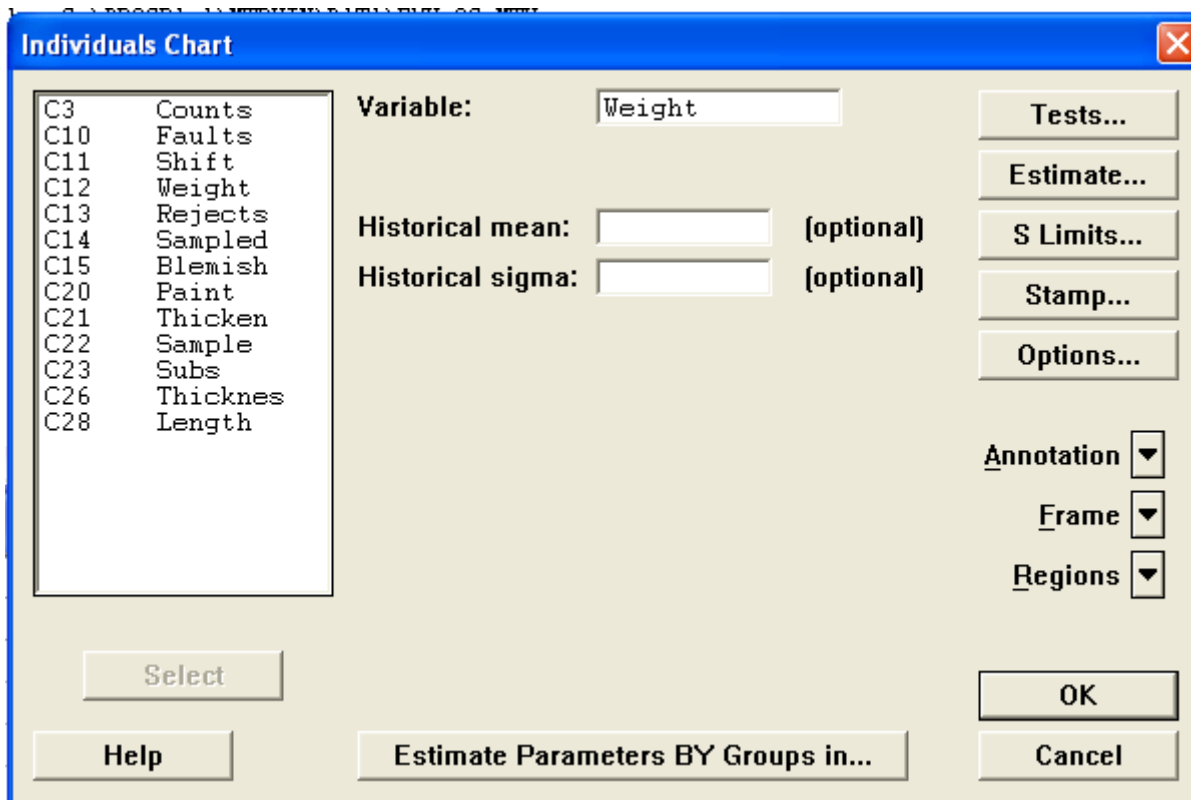 Individuals Chart
C3 Counts
C10 Faults
C11 Shift
C12 Weight
C13 Rejects
C14 Sampled
C15 Blemish
C20 Paint
C21 Thicken
C22 Sample
C23 Subs
C26 Thicknes
C28 Length
Variable: Weight
Historical mean: (optional)
Historical sigma: (optional)
Tests...
Estimate...
S Limits...
Stamp...
Options...
Annotation
Frame
Regions
Select
OK
Help
Estimate Parameters BY Groups in...
Cancel